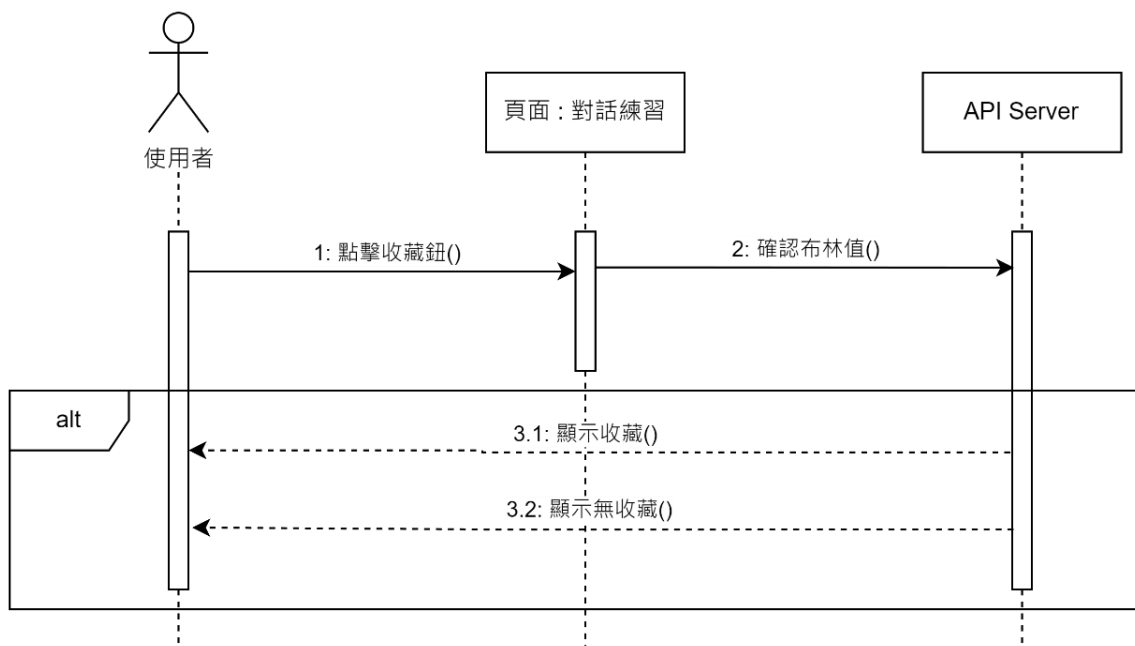 使用者
頁面 : 對話練習
API Server
1: 點擊收藏鈕()
2: 確認布林值()
alt
3.1: 顯示收藏()
3.2: 顯示無收藏()